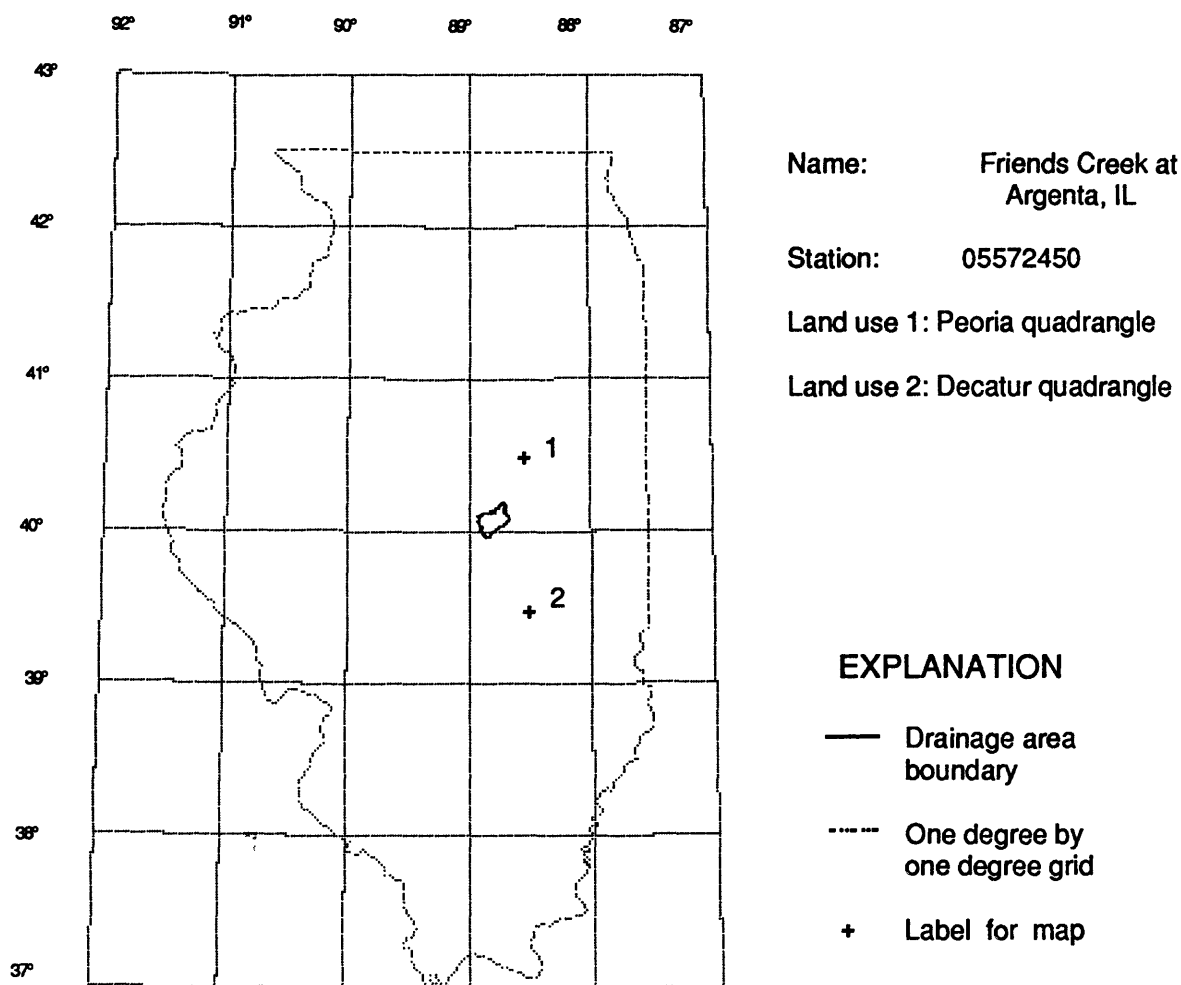 92° 91° 90° 89° 88° 87°
43°
42°
41°
40°
39°
38°
37°
1
2
Name: Friends Creek at
Argenta, IL
Station: 05572450
Land use 1: Peoria quadrangle
Land use 2: Decatur quadrangle
EXPLANATION
Drainage area
boundary
One degree by
one degree grid
+ Label for map